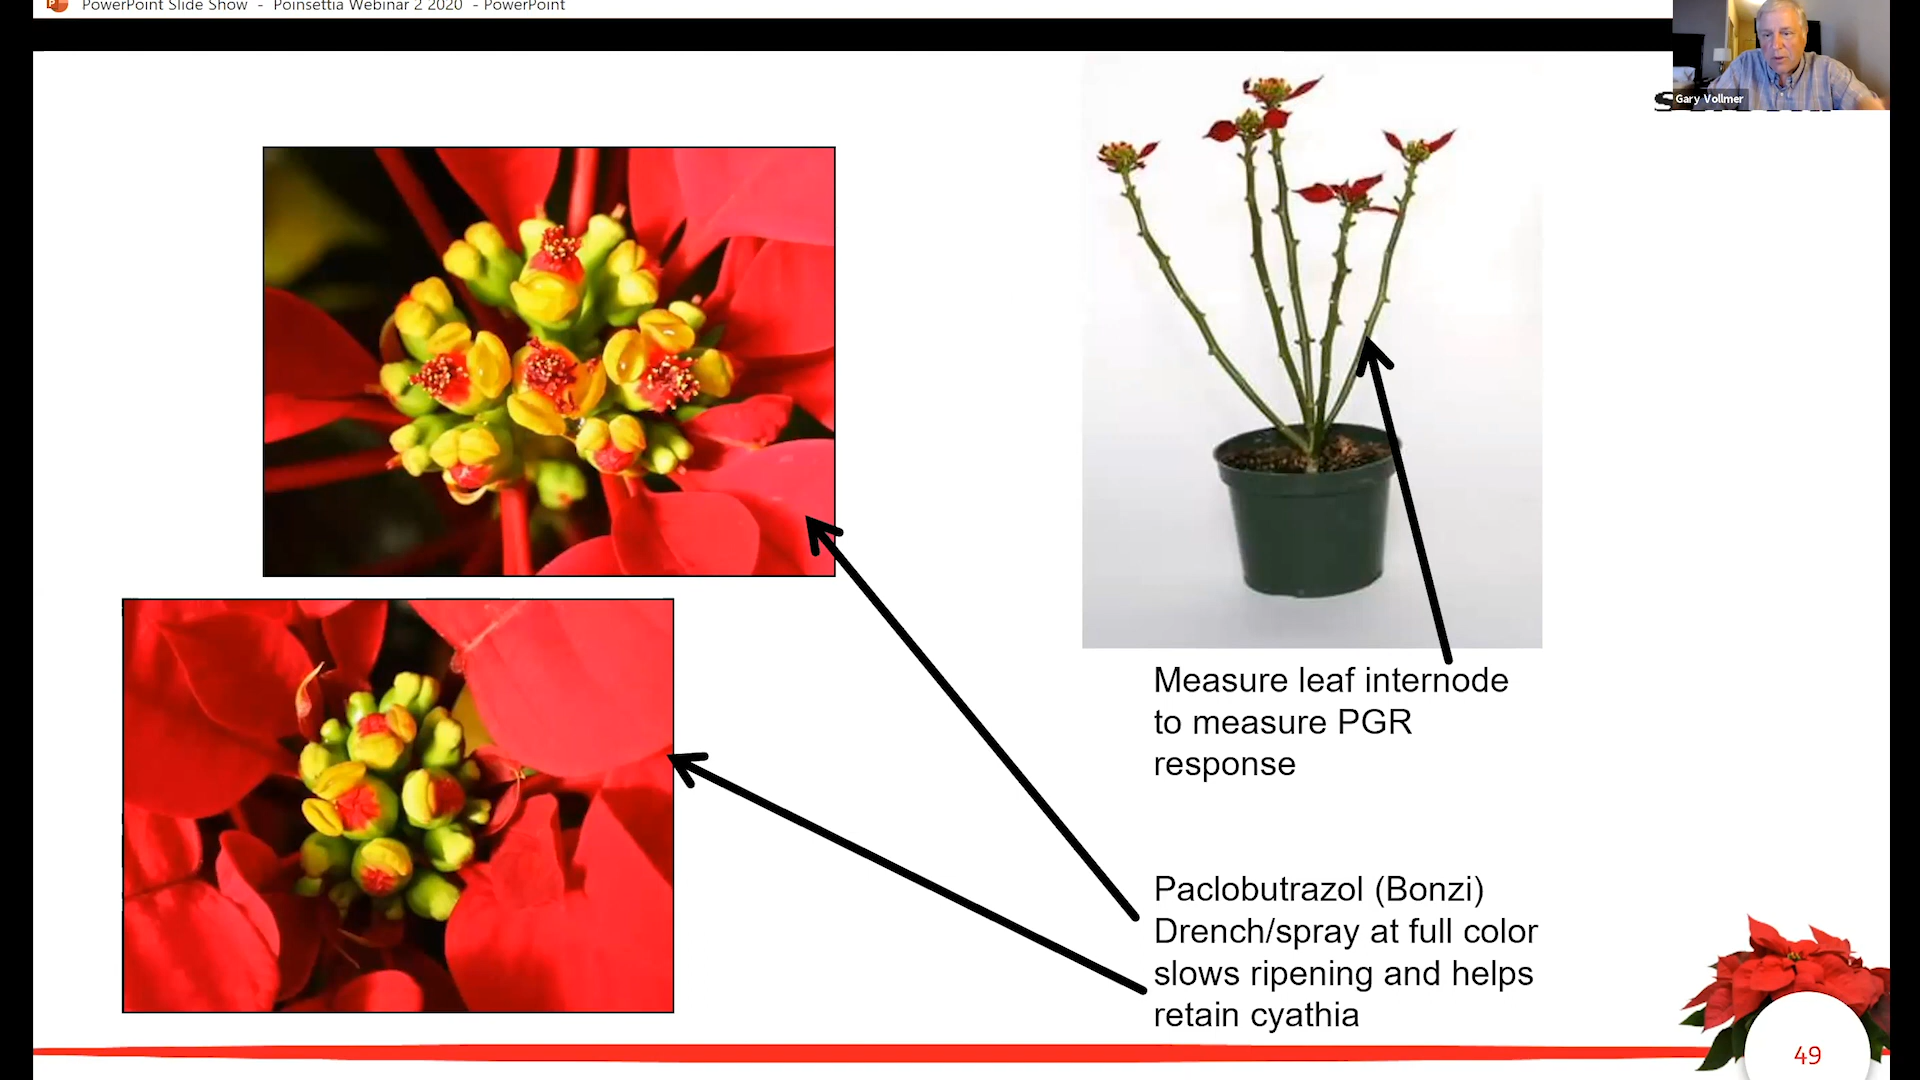 PowerPoint Slide Show - Poinsettia Webinar 2 2020 - PowerPoint
Gary Vollmer
Measure leaf internode
to measure PGR
response
Paclobutrazol (Bonzi)
Drench/spray at full color
slows ripening and helps
retain cyathia
49